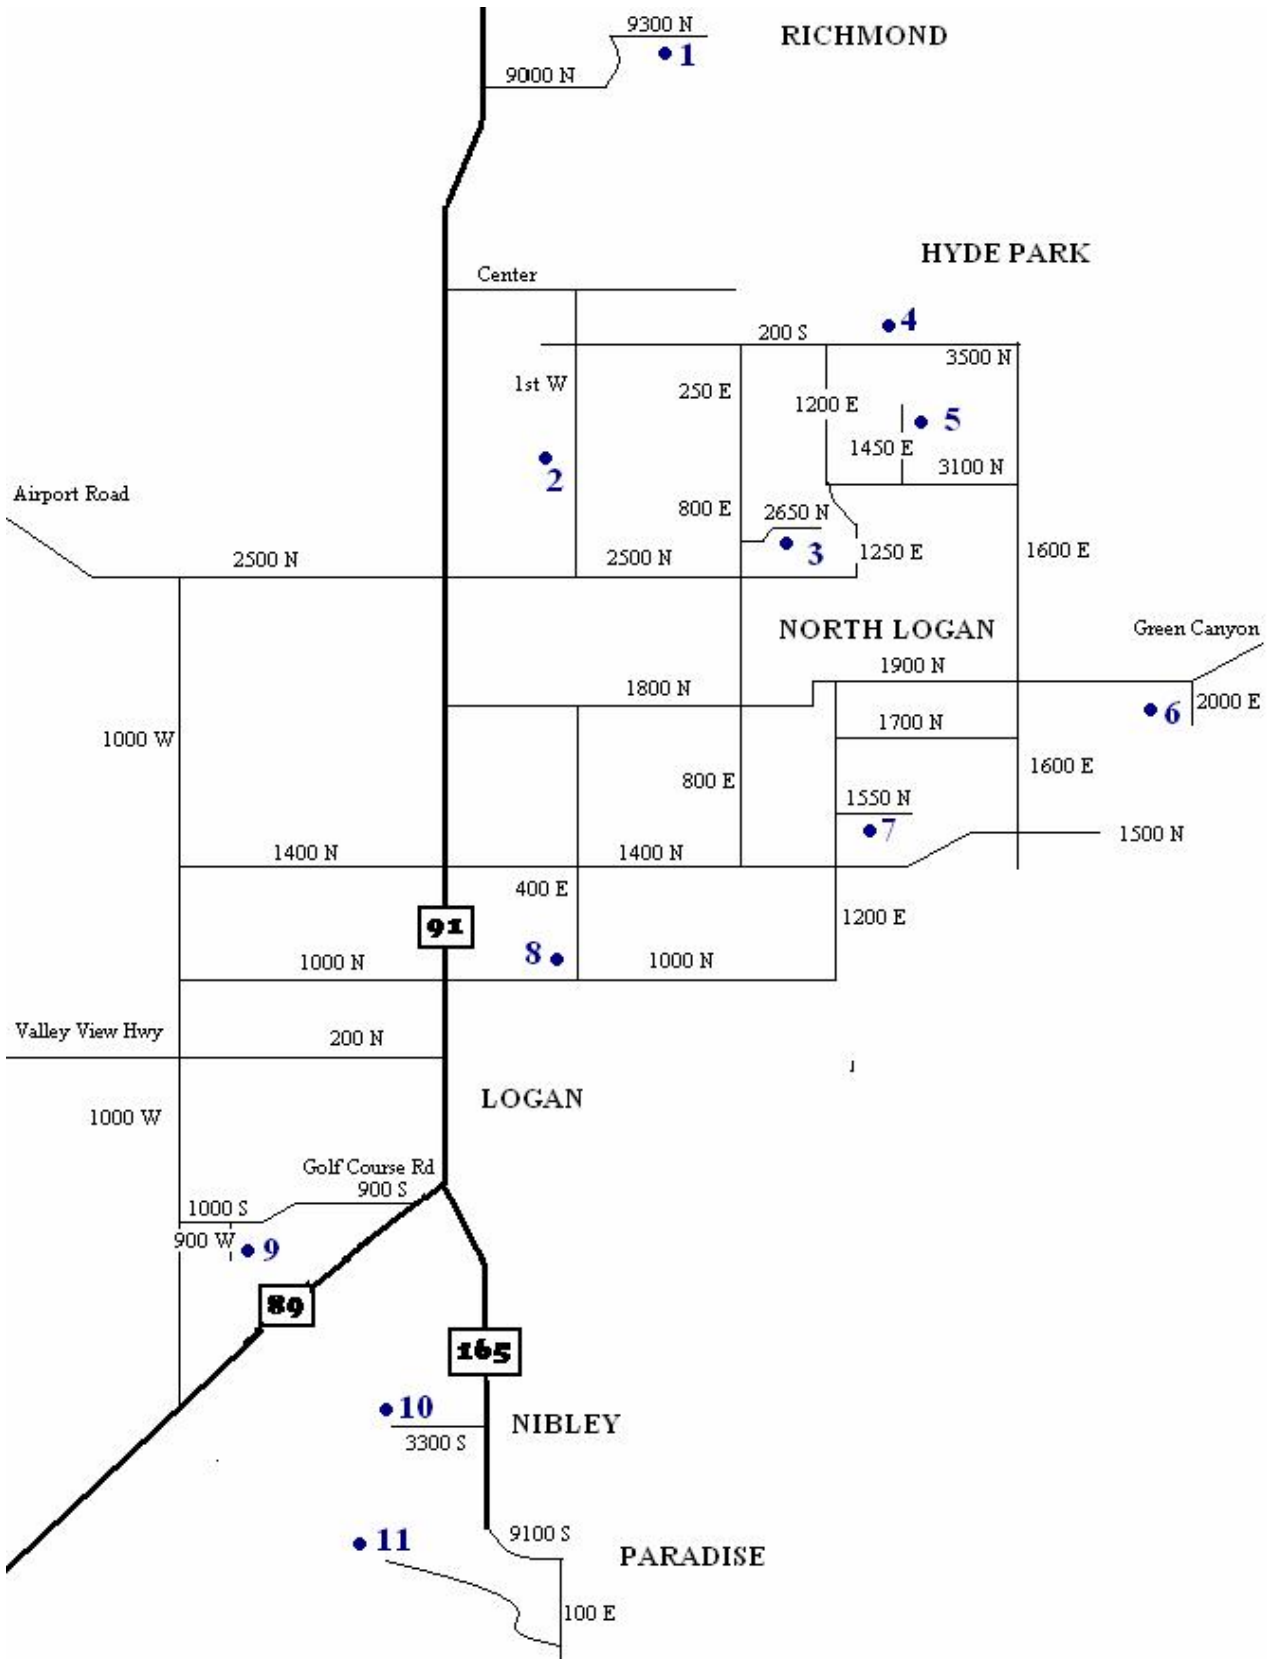 9300 N
RICHMOND
1
9000 N
HYDE PARK
Center
4
200 S
3500 N
1st W
250 E
1200 E
5
1450 E
3100 N
2
Airport Road
800 E
2650 N
3
1250 E
1600 E
2500 N
2500 N
NORTH LOGAN
Green Canyon
1900 N
1800 N
2000 E
6
1700 N
1000 W
1600 E
800 E
1550 N
7
1500 N
1400 N
1400 N
400 E
91
1200 E
8
1000 N
1000 N
Valley View Hwy
200 N
LOGAN
1000 W
Golf Course Rd
900 S
1000 S
900 W
9
89
165
10
NIBLEY
3300 S
11
9100 S
PARADISE
100 E